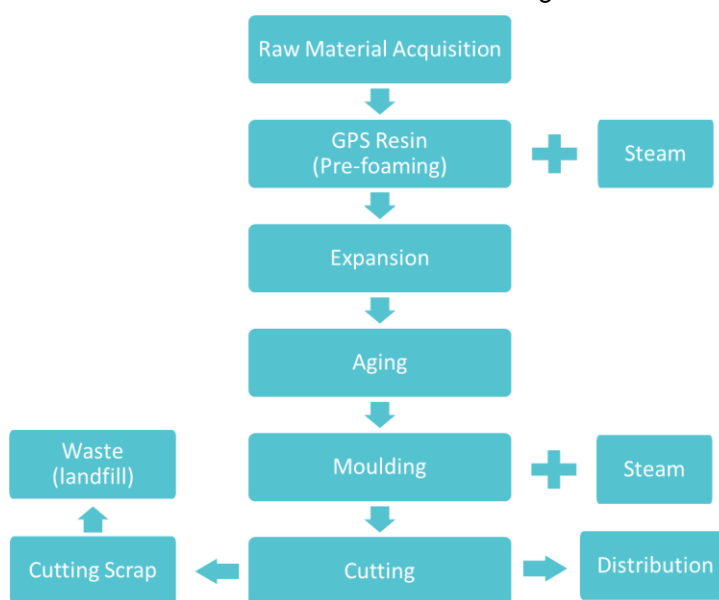 Raw Material Acquisition
GPS Resin
(Pre-foaming)
Steam
Expansion
Aging
Waste
(landfill)
Moulding
Steam
Cutting Scrap
Cutting
Distribution